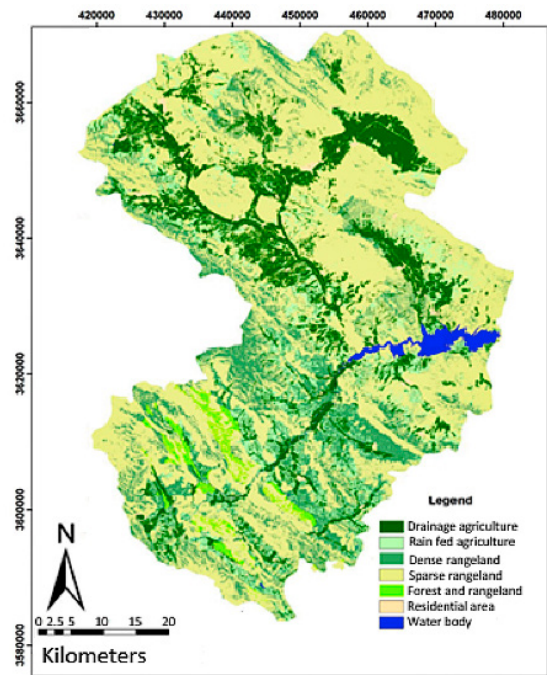 420000 430000 440000 450000 460000 470000 480000
3660000
3640000
3620000
3600000
3580000
Legend
Drainage agriculture
Rain fed agriculture
Dense rangeland
Sparse rangeland
Forest and rangeland
Residential area
Water body
N
0 2.5 5 10 15 20
Kilometers